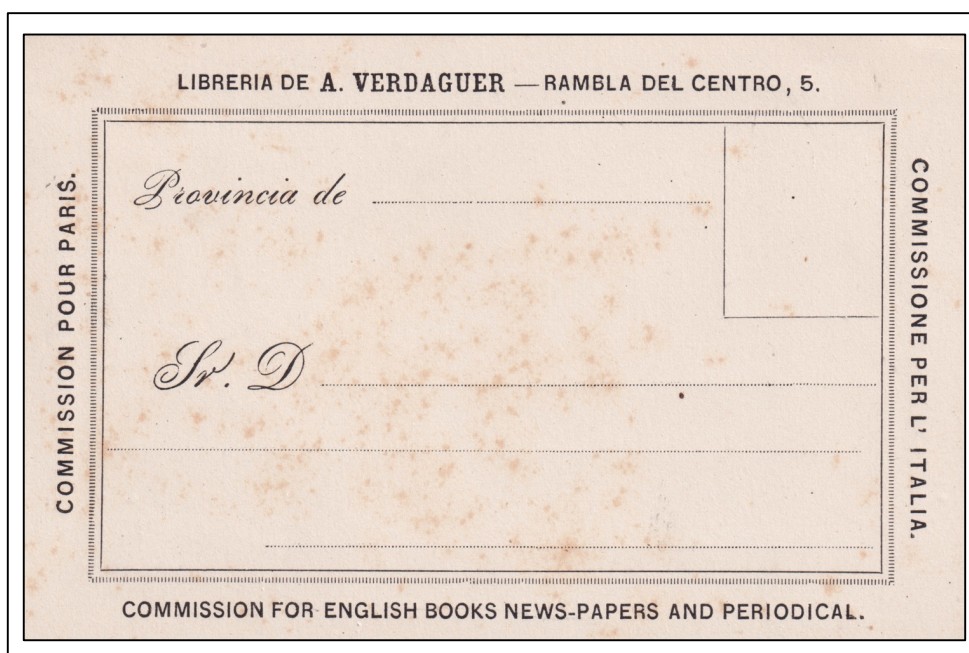 LIBRERIA DE A. VERDAGUER — RAMBLA DEL CENTRO, 5.
COMMISSION POUR PARIS.
Provincia de
Sr. D
COMMISSIONE PER L' ITALIA.
COMMISSION FOR ENGLISH BOOKS NEWS-PAPERS AND PERIODICAL.